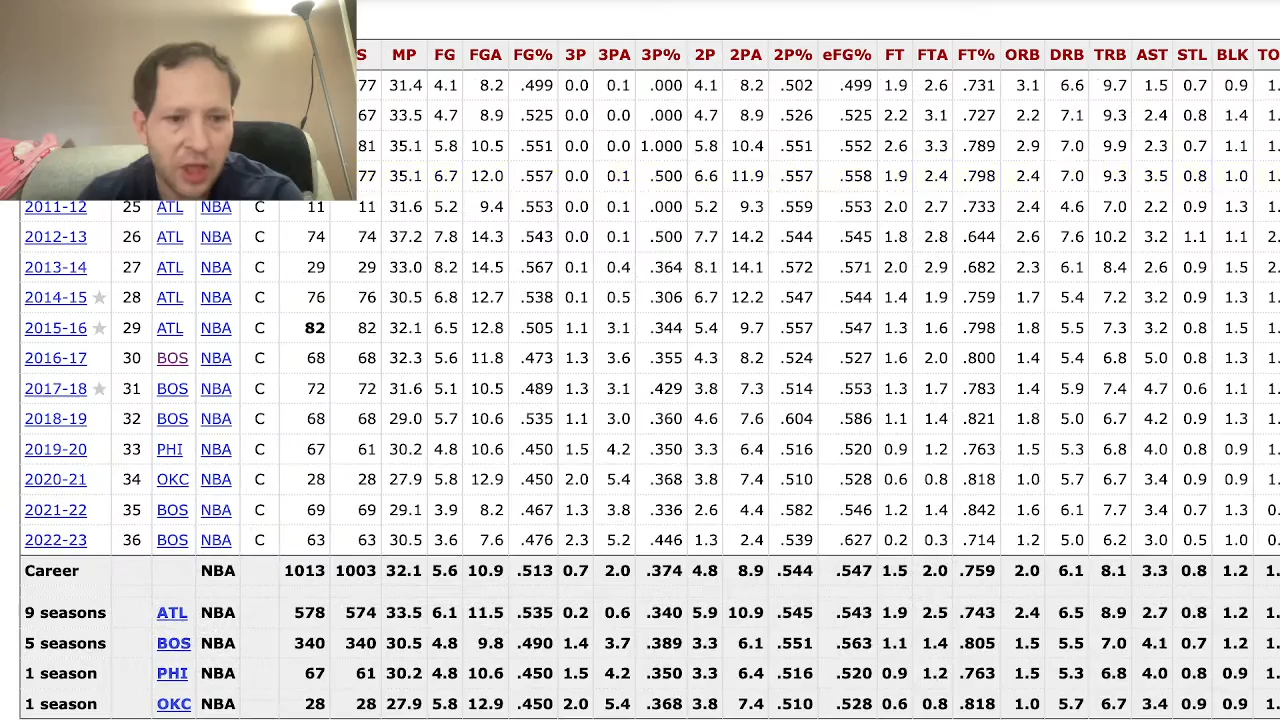 S MP FG FGA FG% 3P 3PA 3P% 2P 2PA 2P% eFG% FT FTA FT% ORB DRB TRB AST STL BLK TO
77 31.4 4.1 8.2 .499 0.0 0.1 .000 4.1 8.2 .502 .499 1.9 2.6 .731 3.1 6.6 9.7 1.5 0.7 0.9 1.
67 33.5 4.7 8.9 .525 0.0 0.0 .000 4.7 8.9 .526 .525 2.2 3.1 .727 2.2 7.1 9.3 2.4 0.8 1.4 1.
81 35.1 5.8 10.5 .551 0.0 0.0 1.000 5.8 10.4 .551 .552 2.6 3.3 .789 2.9 7.0 9.9 2.3 0.7 1.1 1.
77 35.1 6.7 12.0 .557 0.0 0.1 .500 6.6 11.9 .557 .558 1.9 2.4 .798 2.4 7.0 9.3 3.5 0.8 1.0 1.
2011-12 25 ATL NBA C 11 11 31.6 5.2 9.4 .553 0.0 0.1 .000 5.2 9.3 .559 .553 2.0 2.7 .733 2.4 4.6 7.0 2.2 0.9 1.3 1.
2012-13 26 ATL NBA C 74 74 37.2 7.8 14.3 .543 0.0 0.1 .500 7.7 14.2 .544 .545 1.8 2.8 .644 2.6 7.6 10.2 3.2 1.1 1.1 2.
2013-14 27 ATL NBA C 29 29 33.0 8.2 14.5 .567 0.1 0.4 .364 8.1 14.1 .572 .571 2.0 2.9 .682 2.3 6.1 8.4 2.6 0.9 1.5 2.
2014-15 ★ 28 ATL NBA C 76 76 30.5 6.8 12.7 .538 0.1 0.5 .306 6.7 12.2 .547 .544 1.4 1.9 .759 1.7 5.4 7.2 3.2 0.9 1.3 1.
2015-16 ★ 29 ATL NBA C 82 82 32.1 6.5 12.8 .505 1.1 3.1 .344 5.4 9.7 .557 .547 1.3 1.6 .798 1.8 5.5 7.3 3.2 0.8 1.5 1.
2016-17 30 BOS NBA C 68 68 32.3 5.6 11.8 .473 1.3 3.6 .355 4.3 8.2 .524 .527 1.6 2.0 .800 1.4 5.4 6.8 5.0 0.8 1.3 1.
2017-18 ★ 31 BOS NBA C 72 72 31.6 5.1 10.5 .489 1.3 3.1 .429 3.8 7.3 .514 .553 1.3 1.7 .783 1.4 5.9 7.4 4.7 0.6 1.1 1.
2018-19 32 BOS NBA C 68 68 29.0 5.7 10.6 .535 1.1 3.0 .360 4.6 7.6 .604 .586 1.1 1.4 .821 1.8 5.0 6.7 4.2 0.9 1.3 1.
2019-20 33 PHI NBA C 67 61 30.2 4.8 10.6 .450 1.5 4.2 .350 3.3 6.4 .516 .520 0.9 1.2 .763 1.5 5.3 6.8 4.0 0.8 0.9 1.
2020-21 34 OKC NBA C 28 28 27.9 5.8 12.9 .450 2.0 5.4 .368 3.8 7.4 .510 .528 0.6 0.8 .818 1.0 5.7 6.7 3.4 0.9 0.9 1.
2021-22 35 BOS NBA C 69 69 29.1 3.9 8.2 .467 1.3 3.8 .336 2.6 4.4 .582 .546 1.2 1.4 .842 1.6 6.1 7.7 3.4 0.7 1.3 0.
2022-23 36 BOS NBA C 63 63 30.5 3.6 7.6 .476 2.3 5.2 .446 1.3 2.4 .539 .627 0.2 0.3 .714 1.2 5.0 6.2 3.0 0.5 1.0 0.
Career NBA 1013 1003 32.1 5.6 10.9 .513 0.7 2.0 .374 4.8 8.9 .544 .547 1.5 2.0 .759 2.0 6.1 8.1 3.3 0.8 1.2 1.
9 seasons ATL NBA 578 574 33.5 6.1 11.5 .535 0.2 0.6 .340 5.9 10.9 .545 .543 1.9 2.5 .743 2.4 6.5 8.9 2.7 0.8 1.2 1.
5 seasons BOS NBA 340 340 30.5 4.8 9.8 .490 1.4 3.7 .389 3.3 6.1 .551 .563 1.1 1.4 .805 1.5 5.5 7.0 4.1 0.7 1.2 1.
1 season PHI NBA 67 61 30.2 4.8 10.6 .450 1.5 4.2 .350 3.3 6.4 .516 .520 0.9 1.2 .763 1.5 5.3 6.8 4.0 0.8 0.9 1.
1 season OKC NBA 28 28 27.9 5.8 12.9 .450 2.0 5.4 .368 3.8 7.4 .510 .528 0.6 0.8 .818 1.0 5.7 6.7 3.4 0.9 0.9 1.